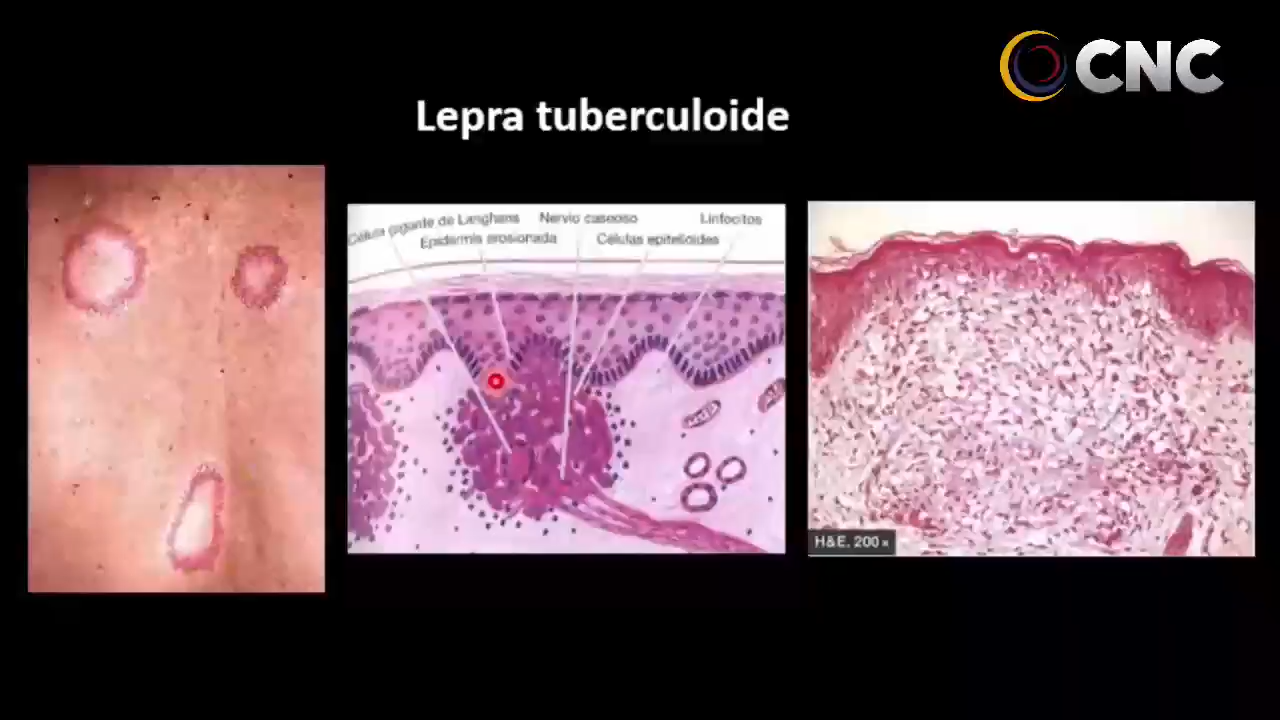 CNC
Lepra tuberculoide
Célula gigante de Langhans
Nervio caseoso
Linfocitos
Epidermis erosionada
Células epitelioides
H&E, 200 x